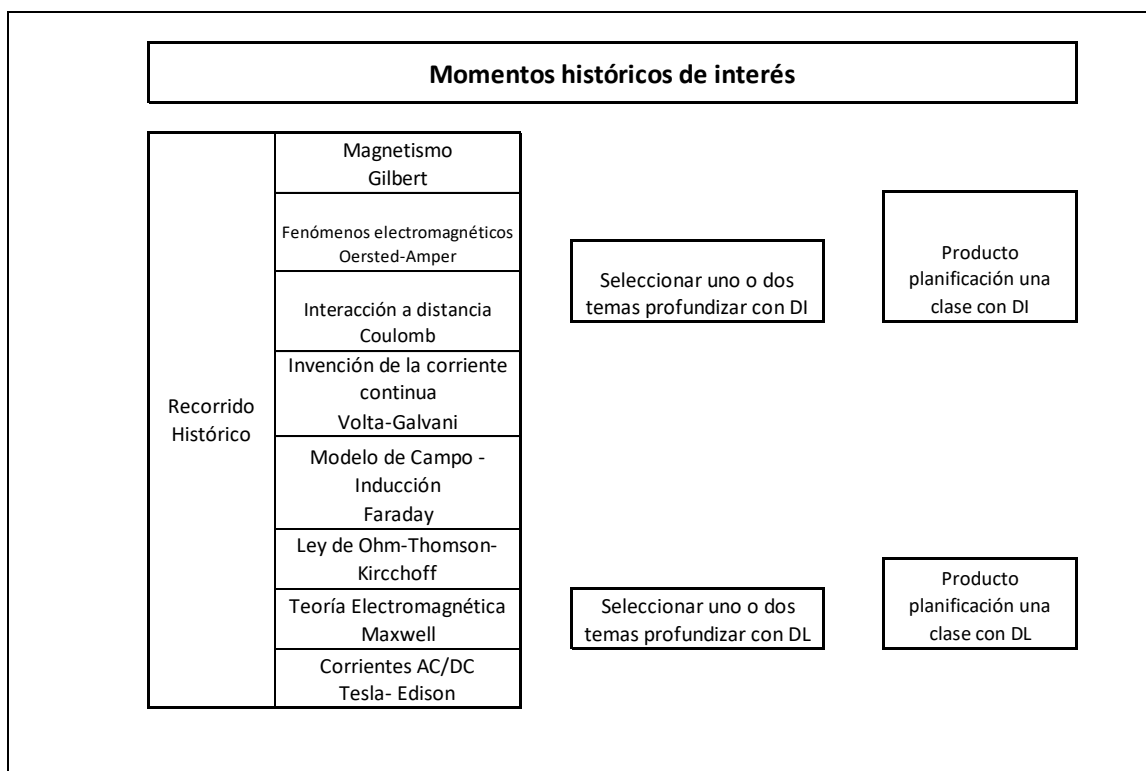 Momentos históricos de interés
Recorrido
Histórico
Magnetismo
Gilbert
Fenómenos electromagnéticos
Oersted-Amper
Interacción a distancia
Coulomb
Invención de la corriente
continua
Volta-Galvani
Modelo de Campo -
Inducción
Faraday
Ley de Ohm-Thomson-
Kircchoff
Teoría Electromagnética
Maxwell
Corrientes AC/DC
Tesla- Edison
Seleccionar uno o dos
temas profundizar con DI
Producto
planificación una
clase con DI
Seleccionar uno o dos
temas profundizar con DL
Producto
planificación una
clase con DL